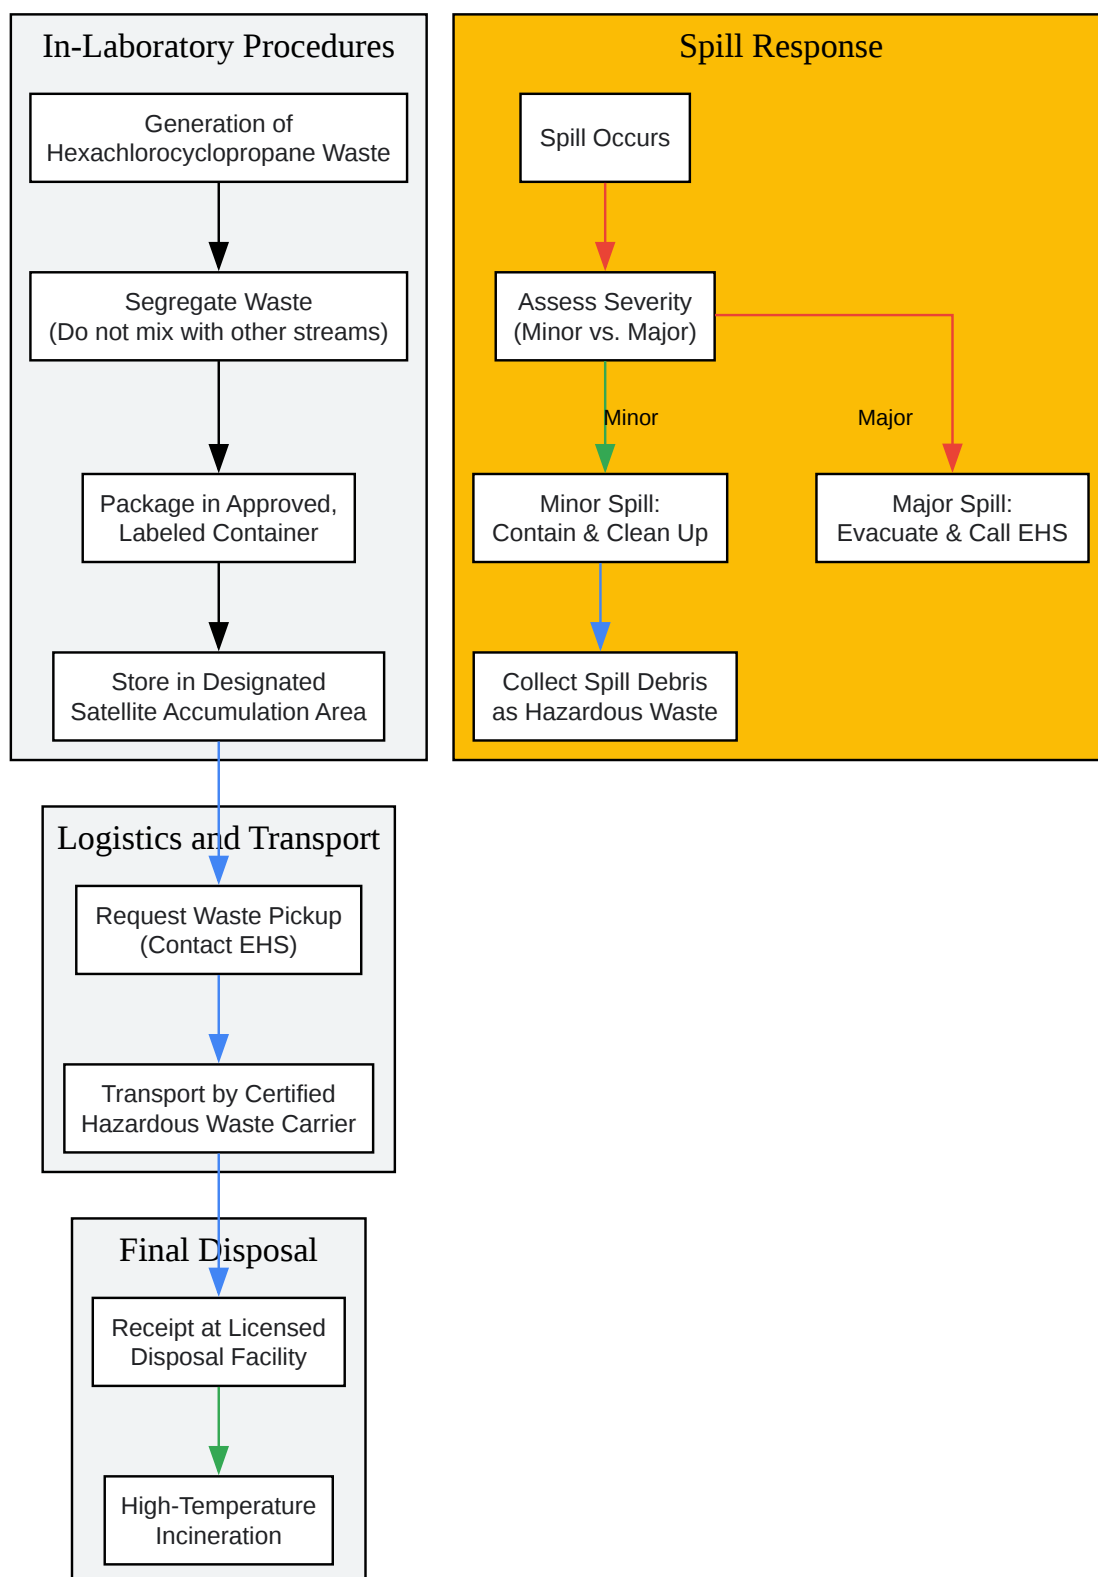 In-Laboratory Procedures
Generation of
Hexachlorocyclopropane Waste
Segregate Waste
(Do not mix with other streams)
Package in Approved,
Labeled Container
Store in Designated
Satellite Accumulation Area
Spill Response
Spill Occurs
Assess Severity
(Minor vs. Major)
Minor
Major
Minor Spill:
Contain & Clean Up
Major Spill:
Evacuate & Call EHS
Collect Spill Debris
as Hazardous Waste
Logistics and Transport
Request Waste Pickup
(Contact EHS)
Transport by Certified
Hazardous Waste Carrier
Final Disposal
Receipt at Licensed
Disposal Facility
High-Temperature
Incineration